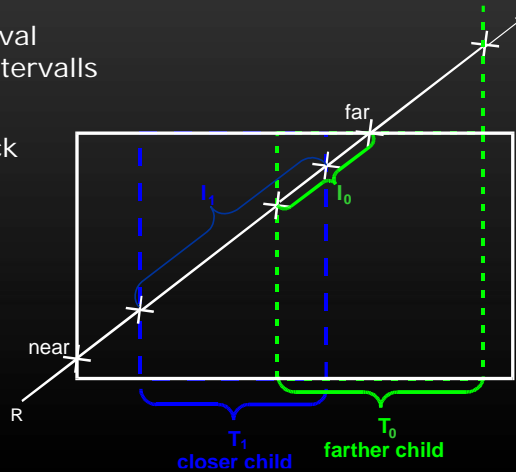 val
tervalls
ck
far
I1
I0
near
R
T1
closer child
T0
farther child